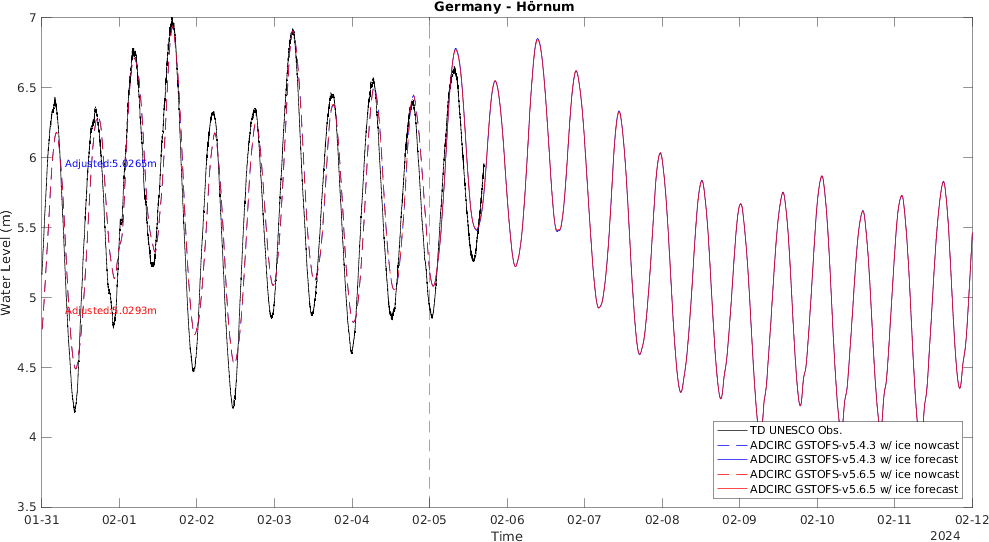 Germany - Hörnum
7
6.5
6
5.5
5
4.5
4
3.5
Water Level (m)
Adjusted:5.0265m
Adjusted:5.0293m
TD UNESCO Obs.
ADCIRC GSTOFS-v5.4.3 w/ ice nowcast
ADCIRC GSTOFS-v5.4.3 w/ ice forecast
ADCIRC GSTOFS-v5.6.5 w/ ice nowcast
ADCIRC GSTOFS-v5.6.5 w/ ice forecast
01-31 02-01 02-02 02-03 02-04 02-05 02-06 02-07 02-08 02-09 02-10 02-11 02-12
Time
2024